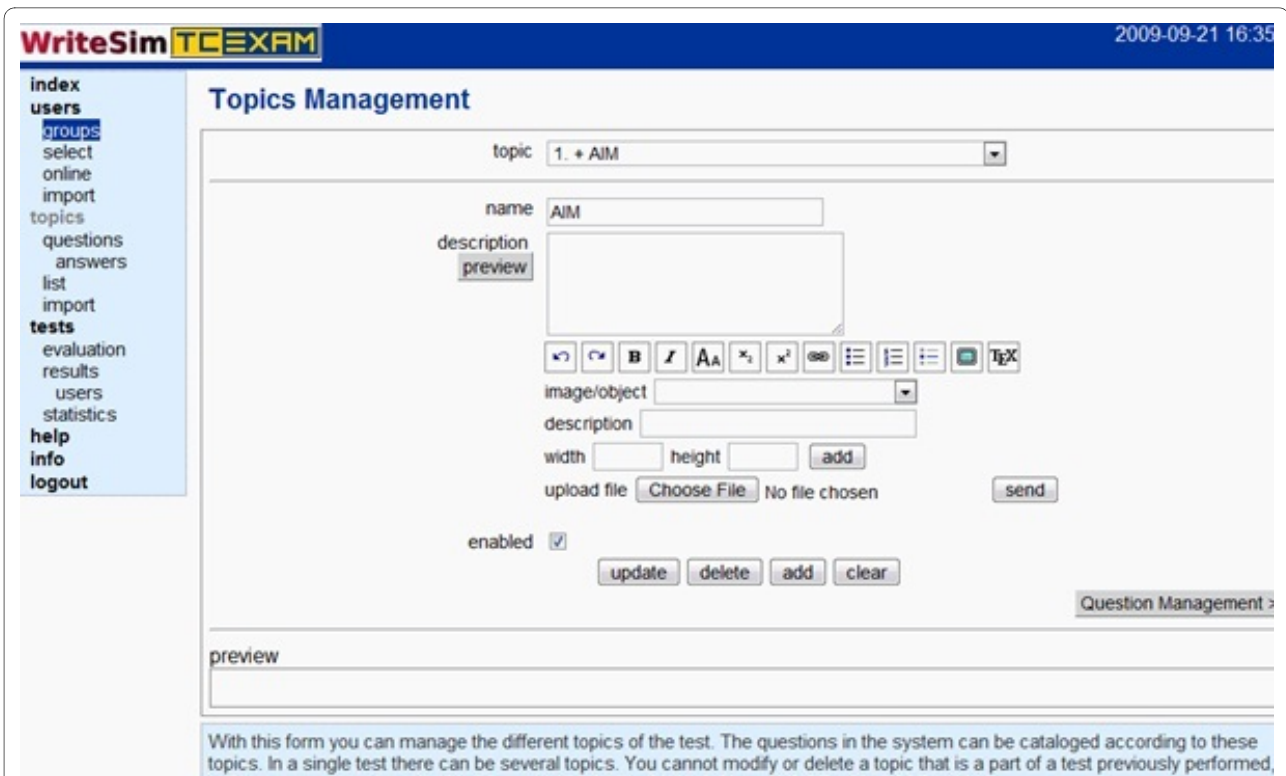 WriteSim TCEXAM
2009-09-21 16:35
index
users
groups
select
online
import
topics
questions
answers
list
import
tests
evaluation
results
users
statistics
help
info
logout
Topics Management
topic 1. + AIM
name AIM
description
preview
B I AA x2 x2 TEX
image/object
description
width height add
upload file Choose File No file chosen send
enabled
update delete add clear
Question Management >
preview
With this form you can manage the different topics of the test. The questions in the system can be cataloged according to these
topics. In a single test there can be several topics. You cannot modify or delete a topic that is a part of a test previously performed,